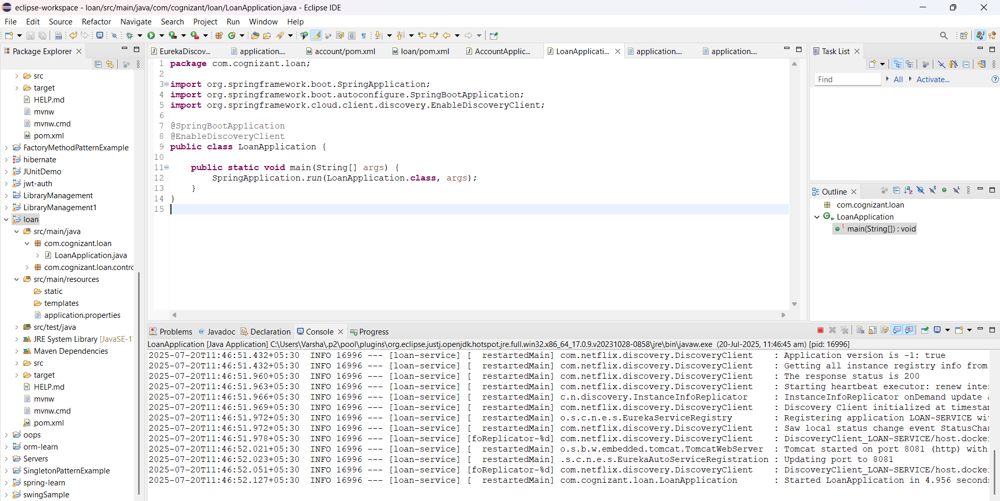 eclipse-workspace - loan/src/main/java/com/cognizant/loan/LoanApplication.java - Eclipse IDE
File Edit Source Refactor Navigate Search Project Run Window Help
Package Explorer
src
target
HELP.md
mvnw
mvnw.cmd
pom.xml
FactoryMethodPatternExample
hibernate
JUnitDemo
jwt-auth
LibraryManagement
LibraryManagement1
loan
src/main/java
com.cognizant.loan
LoanApplication.java
com.cognizant.loan.contro
src/main/resources
static
templates
application.properties
src/test/java
JRE System Library [JavaSE-17
Maven Dependencies
src
target
HELP.md
mvnw
mvnw.cmd
pom.xml
oops
orm-learn
Servers
SingletonPatternExample
spring-learn
swingSample
EurekaDiscov... application.... account/pom.xml loan/pom.xml AccountApplic... LoanApplicati... application.... application....
1 package com.cognizant.loan;
2
3 import org.springframework.boot.SpringApplication;
4 import org.springframework.boot.autoconfigure.SpringBootApplication;
5 import org.springframework.cloud.client.discovery.EnableDiscoveryClient;
6
7 @SpringBootApplication
8 @EnableDiscoveryClient
9 public class LoanApplication {
10
11 public static void main(String[] args) {
12 SpringApplication.run(LoanApplication.class, args);
13 }
14 }
15
Task List
Find All Activate...
Outline
com.cognizant.loan
LoanApplication
main(String[]) : void
Problems Javadoc Declaration Console Progress
LoanApplication [Java Application] C:\Users\Varsha\.p2\pool\plugins\org.eclipse.justj.openjdk.hotspot.jre.full.win32.x86_64_17.0.9.v20231028-0858\jre\bin\javaw.exe (20-Jul-2025, 11:46:45 am) [pid: 16996]
2025-07-20T11:46:51.432+05:30 INFO 16996 --- [loan-service] [ restartedMain] com.netflix.discovery.DiscoveryClient : Application version is -1: true
2025-07-20T11:46:51.432+05:30 INFO 16996 --- [loan-service] [ restartedMain] com.netflix.discovery.DiscoveryClient : Getting all instance registry info from
2025-07-20T11:46:51.960+05:30 INFO 16996 --- [loan-service] [ restartedMain] com.netflix.discovery.DiscoveryClient : The response status is 200
2025-07-20T11:46:51.963+05:30 INFO 16996 --- [loan-service] [ restartedMain] com.netflix.discovery.DiscoveryClient : Starting heartbeat executor: renew inte
2025-07-20T11:46:51.966+05:30 INFO 16996 --- [loan-service] [ restartedMain] c.n.discovery.InstanceInfoReplicator : InstanceInfoReplicator onDemand update a
2025-07-20T11:46:51.969+05:30 INFO 16996 --- [loan-service] [ restartedMain] com.netflix.discovery.DiscoveryClient : Discovery Client initialized at timestam
2025-07-20T11:46:51.972+05:30 INFO 16996 --- [loan-service] [ restartedMain] o.s.c.n.e.s.EurekaServiceRegistry : Registering application LOAN-SERVICE wi
2025-07-20T11:46:51.972+05:30 INFO 16996 --- [loan-service] [ restartedMain] com.netflix.discovery.DiscoveryClient : Saw local status change event StatusChan
2025-07-20T11:46:51.978+05:30 INFO 16996 --- [loan-service] [foReplicator-%d] com.netflix.discovery.DiscoveryClient : DiscoveryClient_LOAN-SERVICE/host.docke
2025-07-20T11:46:52.021+05:30 INFO 16996 --- [loan-service] [ restartedMain] o.s.b.w.embedded.tomcat.TomcatWebServer : Tomcat started on port 8081 (http) with
2025-07-20T11:46:52.023+05:30 INFO 16996 --- [loan-service] [ restartedMain] .s.c.n.e.s.EurekaAutoServiceRegistration : Updating port to 8081
2025-07-20T11:46:52.051+05:30 INFO 16996 --- [loan-service] [foReplicator-%d] com.netflix.discovery.DiscoveryClient : DiscoveryClient_LOAN-SERVICE/host.docke
2025-07-20T11:46:52.127+05:30 INFO 16996 --- [loan-service] [ restartedMain] com.cognizant.loan.LoanApplication : Started LoanApplication in 4.956 second